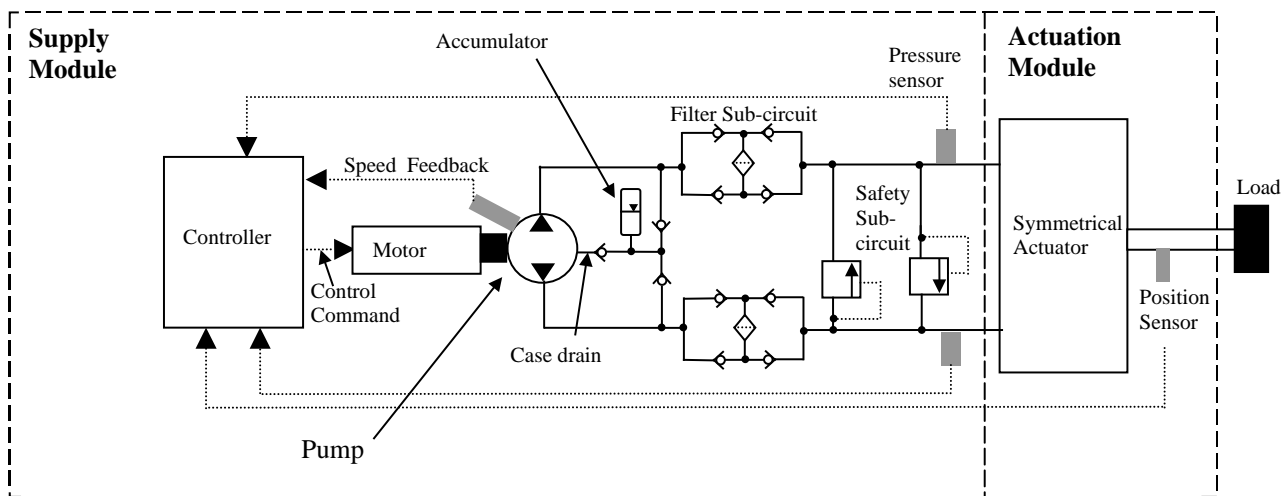 Supply
Module
Accumulator
Pressure
sensor
Actuation
Module
Filter Sub-circuit
Speed Feedback
Controller
Motor
Control
Command
Safety
Sub-
circuit
Symmetrical
Actuator
Load
Position
Sensor
Case drain
Pump